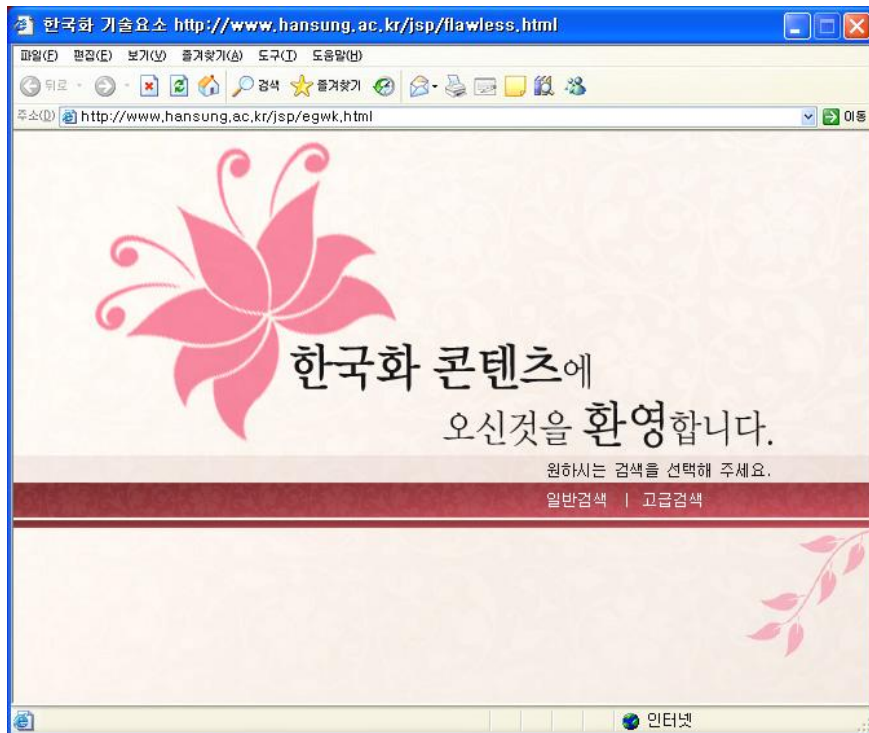 한국화 기술요소 http://www.hansung.ac.kr/jsp/flawless.html
파일(F) 편집(E) 보기(V) 즐겨찾기(A) 도구(T) 도움말(H)
뒤로 검색 즐겨찾기
주소(D) http://www.hansung.ac.kr/jsp/egwk.html 이동
한국화 콘텐츠에
오신것을 환영합니다.
원하시는 검색을 선택해 주세요.
일반검색 | 고급검색
인터넷